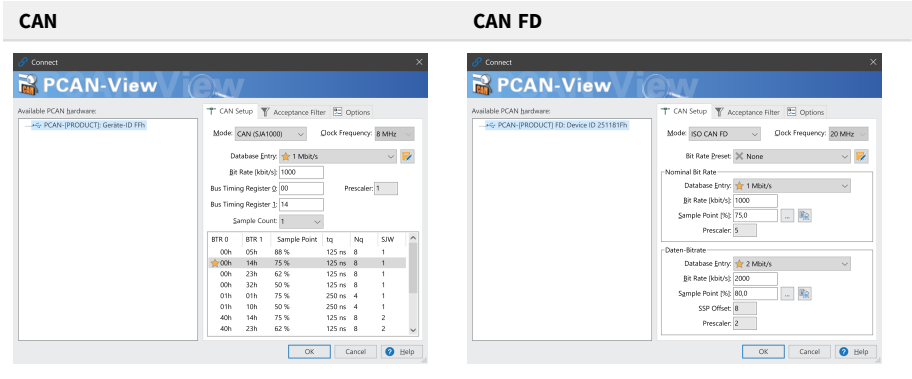 CAN
Connect
PCAN-View
Available PCAN hardware:
PCAN-[PRODUCT]: Geräte-ID FFh
CAN Setup Acceptance Filter Options
Mode: CAN (SJA1000) Clock Frequency: 8 MHz
Database Entry: 1 Mbit/s
Bit Rate [kbit/s]: 1000
Bus Timing Register 0: 00 Prescaler: 1
Bus Timing Register 1: 14
Sample Count: 1
BTR 0 BTR 1 Sample Point tq Nq SJW
00h 05h 88 % 125 ns 8 1
00h 14h 75 % 125 ns 8 1
00h 23h 62 % 125 ns 8 1
00h 32h 50 % 125 ns 8 1
01h 01h 75 % 250 ns 4 1
01h 10h 50 % 250 ns 4 1
40h 14h 75 % 125 ns 8 2
40h 23h 62 % 125 ns 8 2
OK Cancel Help
CAN FD
Connect
PCAN-View
Available PCAN hardware:
PCAN-[PRODUCT] FD: Device ID 251181Fh
CAN Setup Acceptance Filter Options
Mode: ISO CAN FD Clock Frequency: 20 MHz
Bit Rate Preset: None
Nominal Bit Rate
Database Entry: 1 Mbit/s
Bit Rate [kbit/s]: 1000
Sample Point [%]: 75,0 ...
Prescaler: 5
Daten-Bitrate
Database Entry: 2 Mbit/s
Bit Rate [kbit/s]: 2000
Sample Point [%]: 80,0 ...
SSP Offset: 8
Prescaler: 2
OK Cancel Help